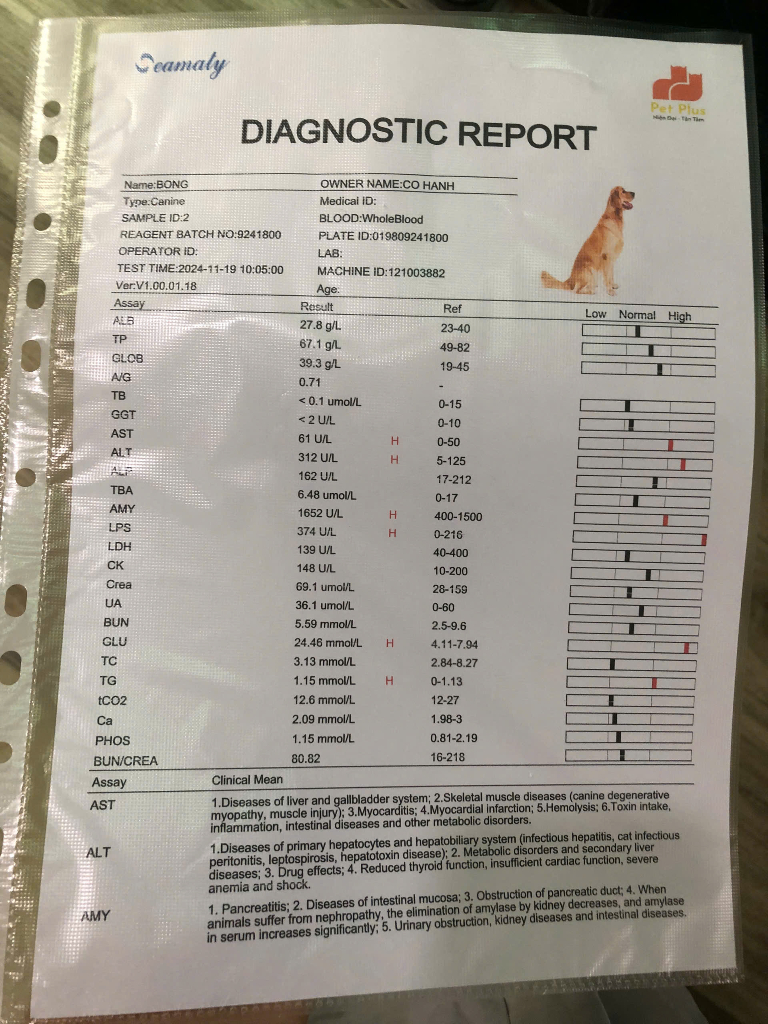 Seamaty
Pet Plus
Hiện Đại - Tận Tâm
DIAGNOSTIC REPORT
Name:BONG OWNER NAME:CO HANH
Type:Canine Medical ID:
SAMPLE ID:2 BLOOD:WholeBlood
REAGENT BATCH NO:9241800 PLATE ID:019809241800
OPERATOR ID: LAB:
TEST TIME:2024-11-19 10:05:00 MACHINE ID:121003882
Ver:V1.00.01.18 Age:
Assay Result Ref Low Normal High
ALB 27.8 g/L 23-40
TP 67.1 g/L 49-82
GLOB 39.3 g/L 19-45
A/G 0.71 -
TB < 0.1 umol/L 0-15
GGT < 2 U/L 0-10
AST 61 U/L H 0-50
ALT 312 U/L H 5-125
ALP 162 U/L 17-212
TBA 6.48 umol/L 0-17
AMY 1652 U/L H 400-1500
LPS 374 U/L H 0-216
LDH 139 U/L 40-400
CK 148 U/L 10-200
Crea 69.1 umol/L 28-159
UA 36.1 umol/L 0-60
BUN 5.59 mmol/L 2.5-9.6
GLU 24.46 mmol/L H 4.11-7.94
TC 3.13 mmol/L 2.84-8.27
TG 1.15 mmol/L H 0-1.13
tCO2 12.6 mmol/L 12-27
Ca 2.09 mmol/L 1.98-3
PHOS 1.15 mmol/L 0.81-2.19
BUN/CREA 80.82 16-218
Assay Clinical Mean
AST 1.Diseases of liver and gallbladder system; 2.Skeletal muscle diseases (canine degenerative
myopathy, muscle injury); 3.Myocarditis; 4.Myocardial infarction; 5.Hemolysis; 6.Toxin intake,
inflammation, intestinal diseases and other metabolic disorders.
ALT 1.Diseases of primary hepatocytes and hepatobiliary system (infectious hepatitis, cat infectious
peritonitis, leptospirosis, hepatotoxin disease); 2. Metabolic disorders and secondary liver
diseases; 3. Drug effects; 4. Reduced thyroid function, insufficient cardiac function, severe
anemia and shock.
AMY 1. Pancreatitis; 2. Diseases of intestinal mucosa; 3. Obstruction of pancreatic duct; 4. When
animals suffer from nephropathy, the elimination of amylase by kidney decreases, and amylase
in serum increases significantly; 5. Urinary obstruction, kidney diseases and intestinal diseases.